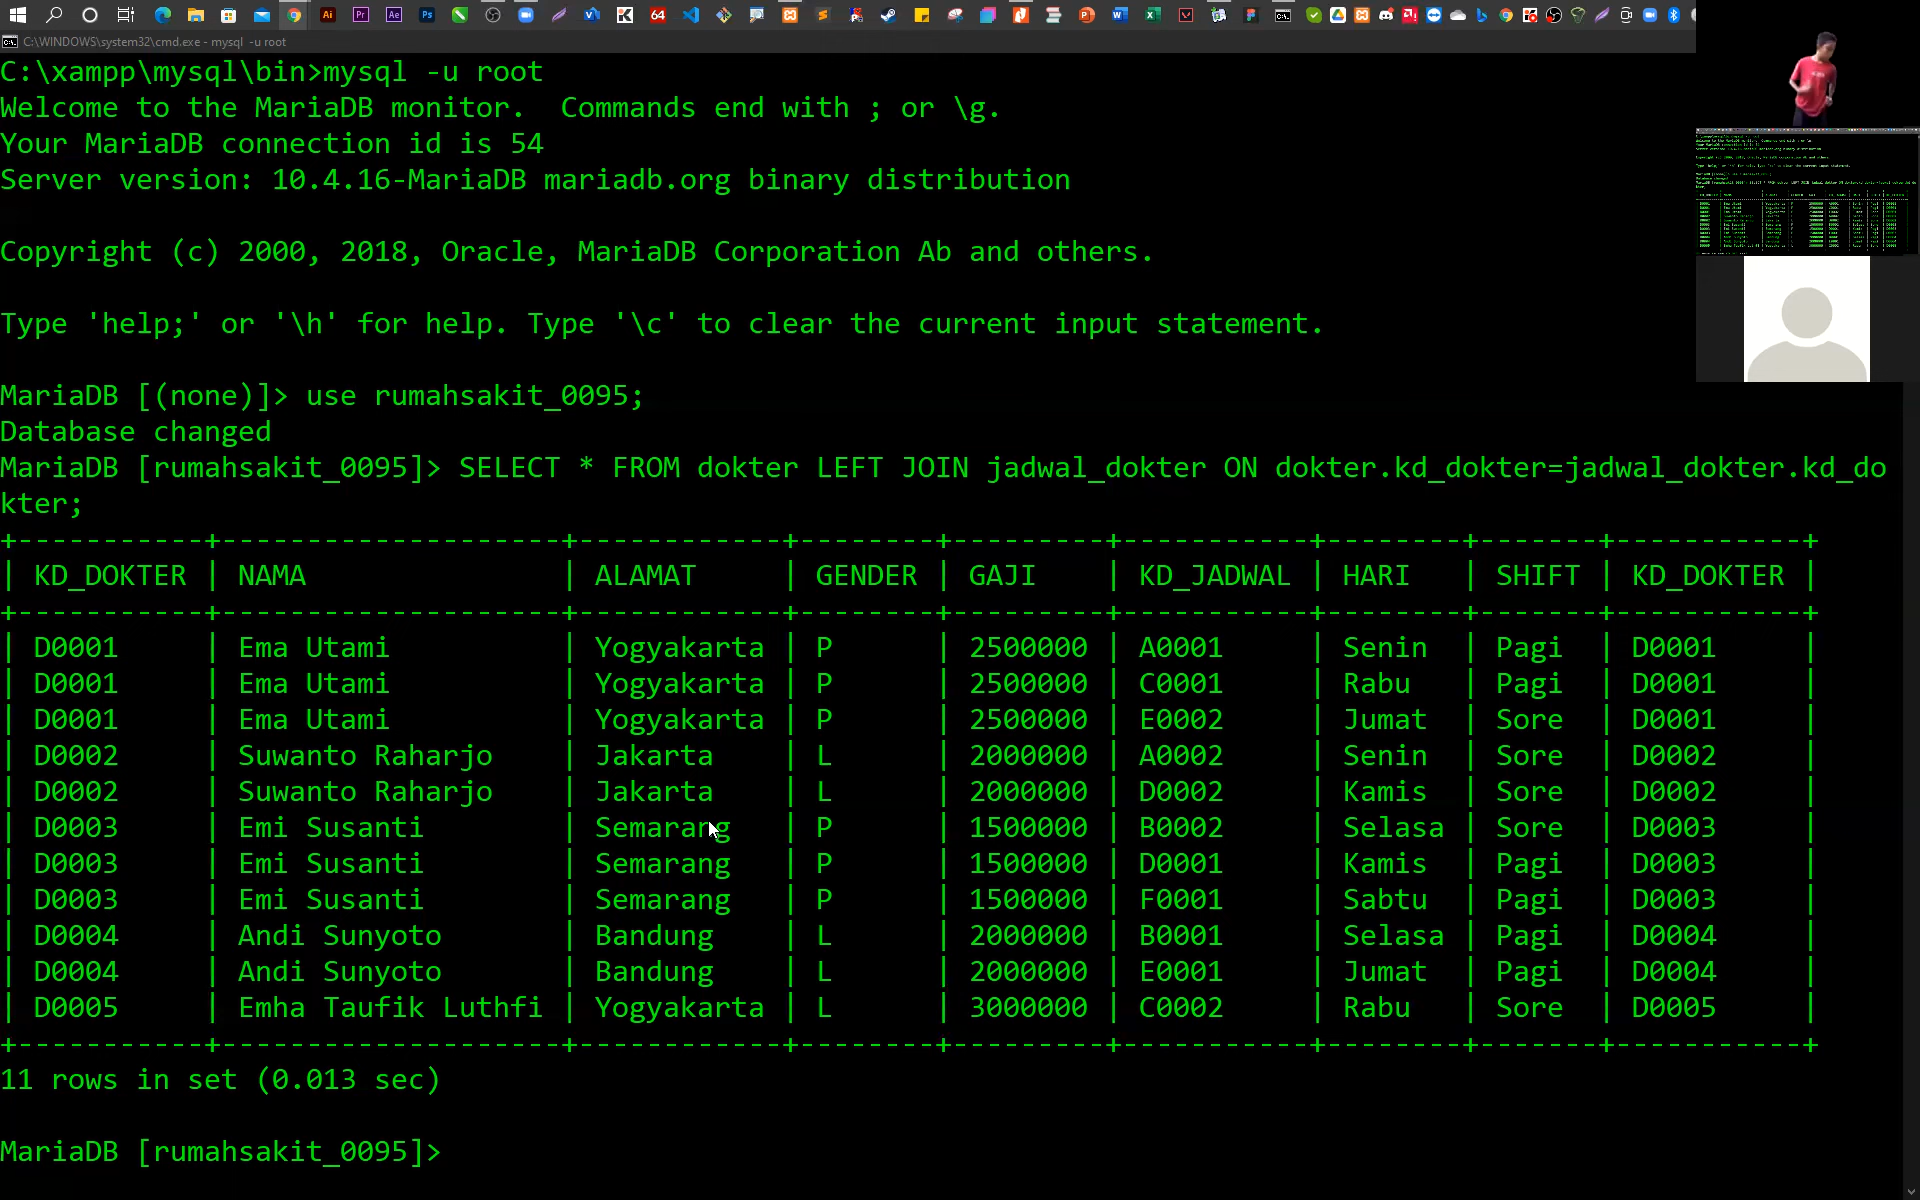 C:\WINDOWS\system32\cmd.exe - mysql -u root
C:\xampp\mysql\bin>mysql -u root
Welcome to the MariaDB monitor.  Commands end with ; or \g.
Your MariaDB connection id is 54
Server version: 10.4.16-MariaDB mariadb.org binary distribution
Copyright (c) 2000, 2018, Oracle, MariaDB Corporation Ab and others.
Type 'help;' or '\h' for help. Type '\c' to clear the current input statement.
MariaDB [(none)]> use rumahsakit_0095;
Database changed
MariaDB [rumahsakit_0095]> SELECT * FROM dokter LEFT JOIN jadwal_dokter ON dokter.kd_dokter=jadwal_dokter.kd_do
kter;
+-----------+--------------------+------------+--------+---------+-----------+--------+-------+-----------+
| KD_DOKTER | NAMA               | ALAMAT     | GENDER | GAJI    | KD_JADWAL | HARI   | SHIFT | KD_DOKTER |
+-----------+--------------------+------------+--------+---------+-----------+--------+-------+-----------+
| D0001     | Ema Utami          | Yogyakarta | P      | 2500000 | A0001     | Senin  | Pagi  | D0001     |
| D0001     | Ema Utami          | Yogyakarta | P      | 2500000 | C0001     | Rabu   | Pagi  | D0001     |
| D0001     | Ema Utami          | Yogyakarta | P      | 2500000 | E0002     | Jumat  | Sore  | D0001     |
| D0002     | Suwanto Raharjo    | Jakarta    | L      | 2000000 | A0002     | Senin  | Sore  | D0002     |
| D0002     | Suwanto Raharjo    | Jakarta    | L      | 2000000 | D0002     | Kamis  | Sore  | D0002     |
| D0003     | Emi Susanti        | Semarang   | P      | 1500000 | B0002     | Selasa | Sore  | D0003     |
| D0003     | Emi Susanti        | Semarang   | P      | 1500000 | D0001     | Kamis  | Pagi  | D0003     |
| D0003     | Emi Susanti        | Semarang   | P      | 1500000 | F0001     | Sabtu  | Pagi  | D0003     |
| D0004     | Andi Sunyoto       | Bandung    | L      | 2000000 | B0001     | Selasa | Pagi  | D0004     |
| D0004     | Andi Sunyoto       | Bandung    | L      | 2000000 | E0001     | Jumat  | Pagi  | D0004     |
| D0005     | Emha Taufik Luthfi | Yogyakarta | L      | 3000000 | C0002     | Rabu   | Sore  | D0005     |
+-----------+--------------------+------------+--------+---------+-----------+--------+-------+-----------+
11 rows in set (0.013 sec)
MariaDB [rumahsakit_0095]>